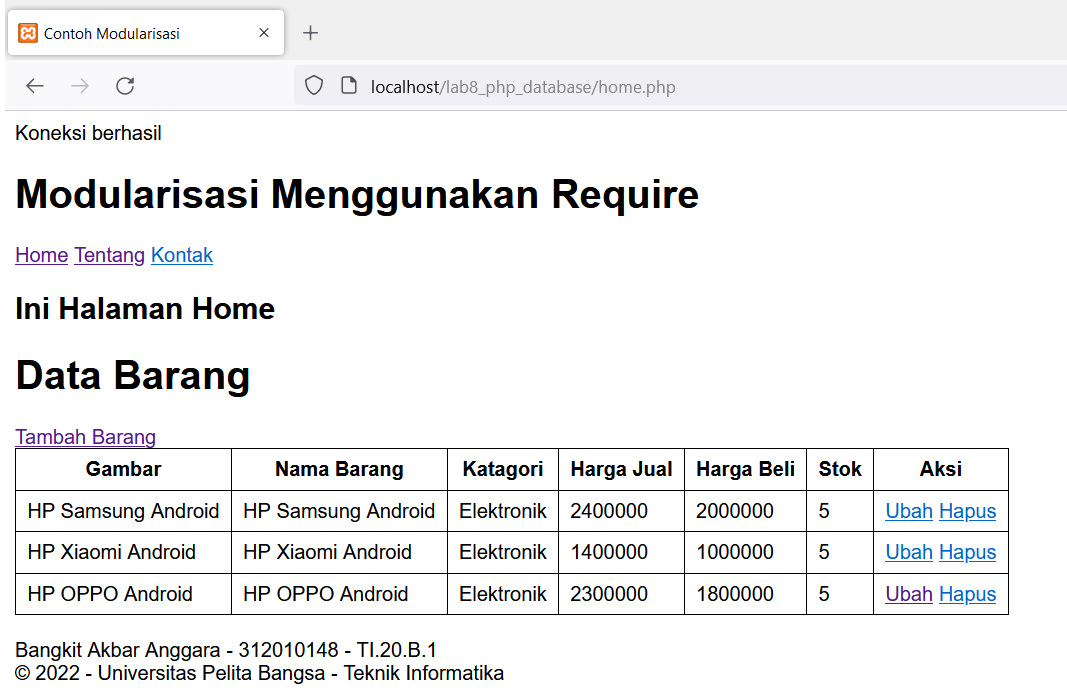 Contoh Modularisasi
localhost/lab8_php_database/home.php
Koneksi berhasil
Modularisasi Menggunakan Require
Home Tentang Kontak
Ini Halaman Home
Data Barang
Tambah Barang
Gambar Nama Barang Katagori Harga Jual Harga Beli Stok Aksi
HP Samsung Android HP Samsung Android Elektronik 2400000 2000000 5 Ubah Hapus
HP Xiaomi Android HP Xiaomi Android Elektronik 1400000 1000000 5 Ubah Hapus
HP OPPO Android HP OPPO Android Elektronik 2300000 1800000 5 Ubah Hapus
Bangkit Akbar Anggara - 312010148 - TI.20.B.1
© 2022 - Universitas Pelita Bangsa - Teknik Informatika